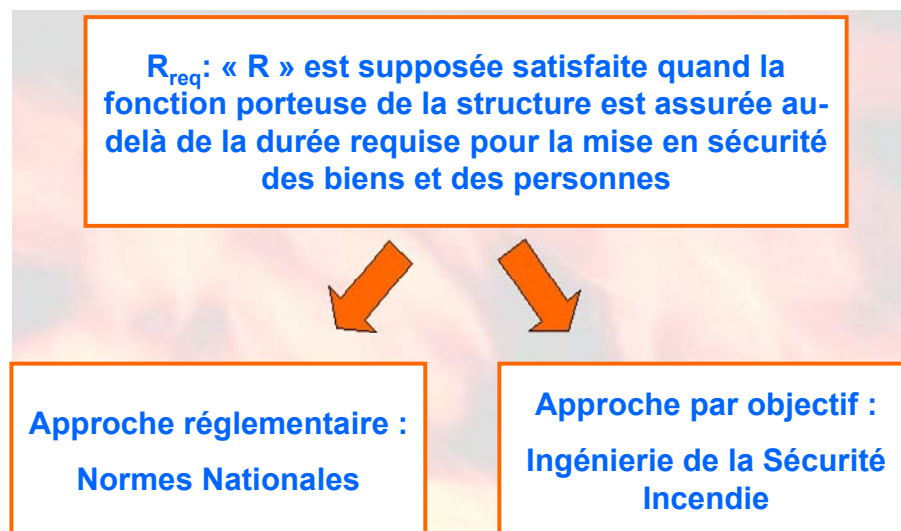 R_req: « R » est supposée satisfaite quand la
fonction porteuse de la structure est assurée au-
delà de la durée requise pour la mise en sécurité
des biens et des personnes
Approche réglementaire :
Normes Nationales
Approche par objectif :
Ingénierie de la Sécurité
Incendie